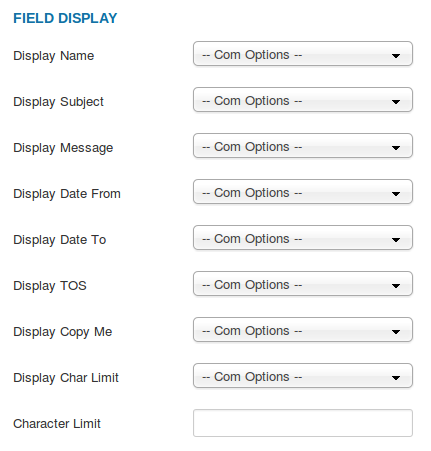 FIELD DISPLAY
Display Name -- Com Options --
Display Subject -- Com Options --
Display Message -- Com Options --
Display Date From -- Com Options --
Display Date To -- Com Options --
Display TOS -- Com Options --
Display Copy Me -- Com Options --
Display Char Limit -- Com Options --
Character Limit